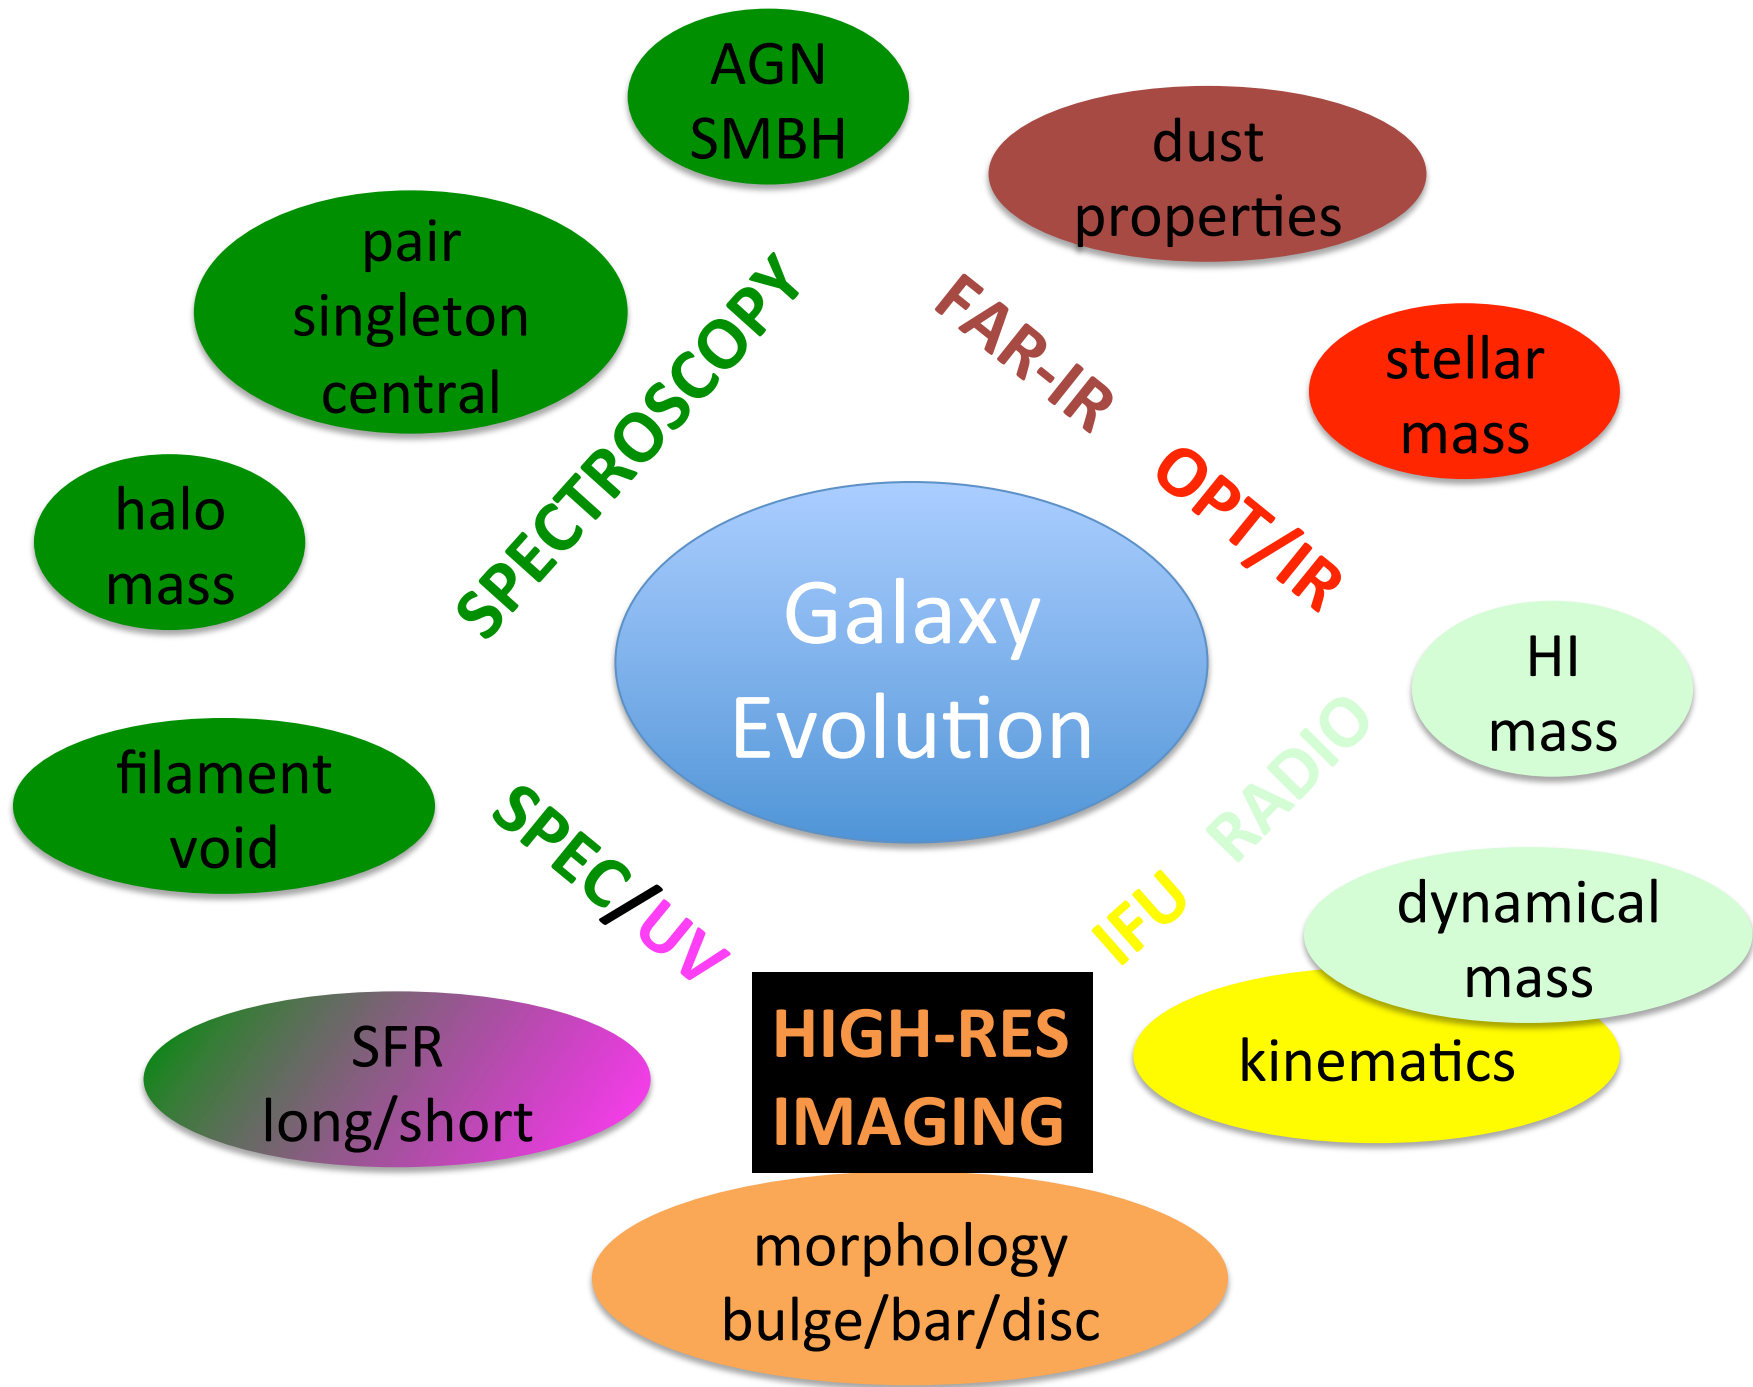 AGN
SMBH
dust
properties
pair
singleton
central
SPECTROSCOPY
FAR-IR
stellar
mass
OPT/IR
halo
mass
Galaxy
Evolution
HI
mass
RADIO
filament
void
SPEC/UV
IFU
dynamical
mass
kinematics
SFR
long/short
HIGH-RES
IMAGING
morphology
bulge/bar/disc